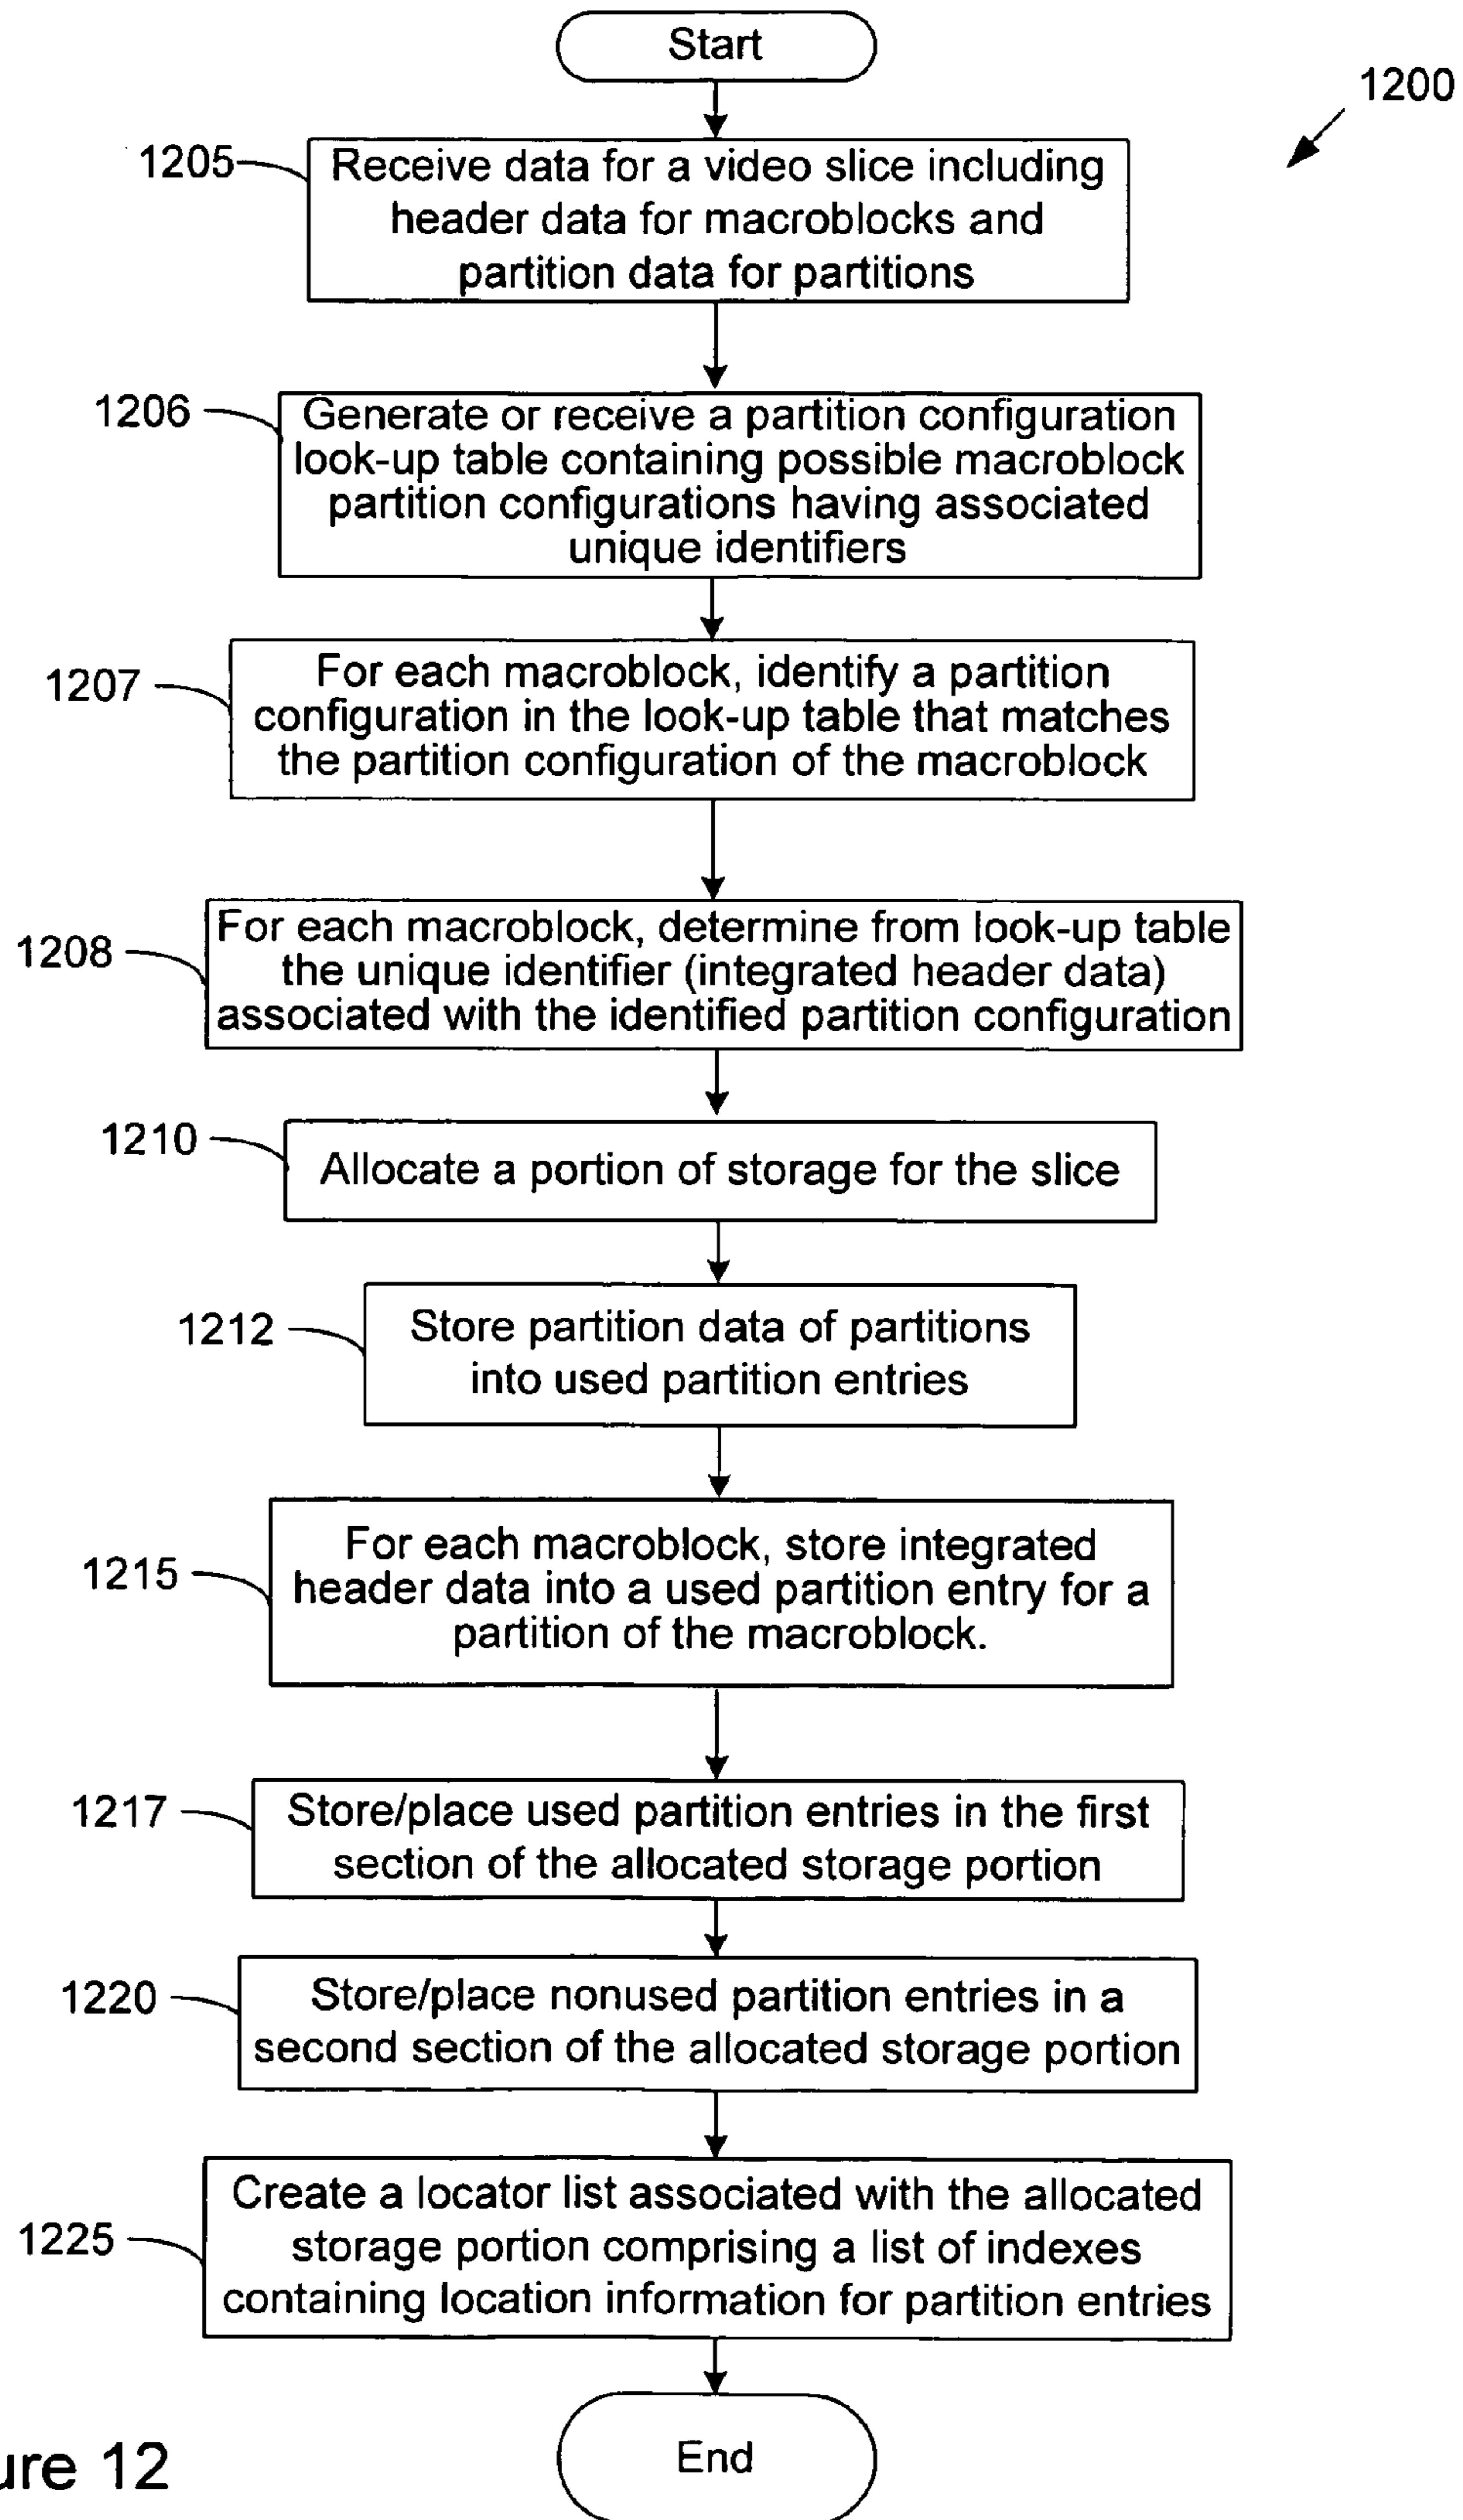 Start
1200
1205
Receive data for a video slice including
header data for macroblocks and
partition data for partitions
1206
Generate or receive a partition configuration
look-up table containing possible macroblock
partition configurations having associated
unique identifiers
1207
For each macroblock, identify a partition
configuration in the look-up table that matches
the partition configuration of the macroblock
1208
For each macroblock, determine from look-up table
the unique identifier (integrated header data)
associated with the identified partition configuration
1210
Allocate a portion of storage for the slice
1212
Store partition data of partitions
into used partition entries
1215
For each macroblock, store integrated
header data into a used partition entry for a
partition of the macroblock.
1217
Store/place used partition entries in the first
section of the allocated storage portion
1220
Store/place nonused partition entries in a
second section of the allocated storage portion
1225
Create a locator list associated with the allocated
storage portion comprising a list of indexes
containing location information for partition entries
End
ure 12